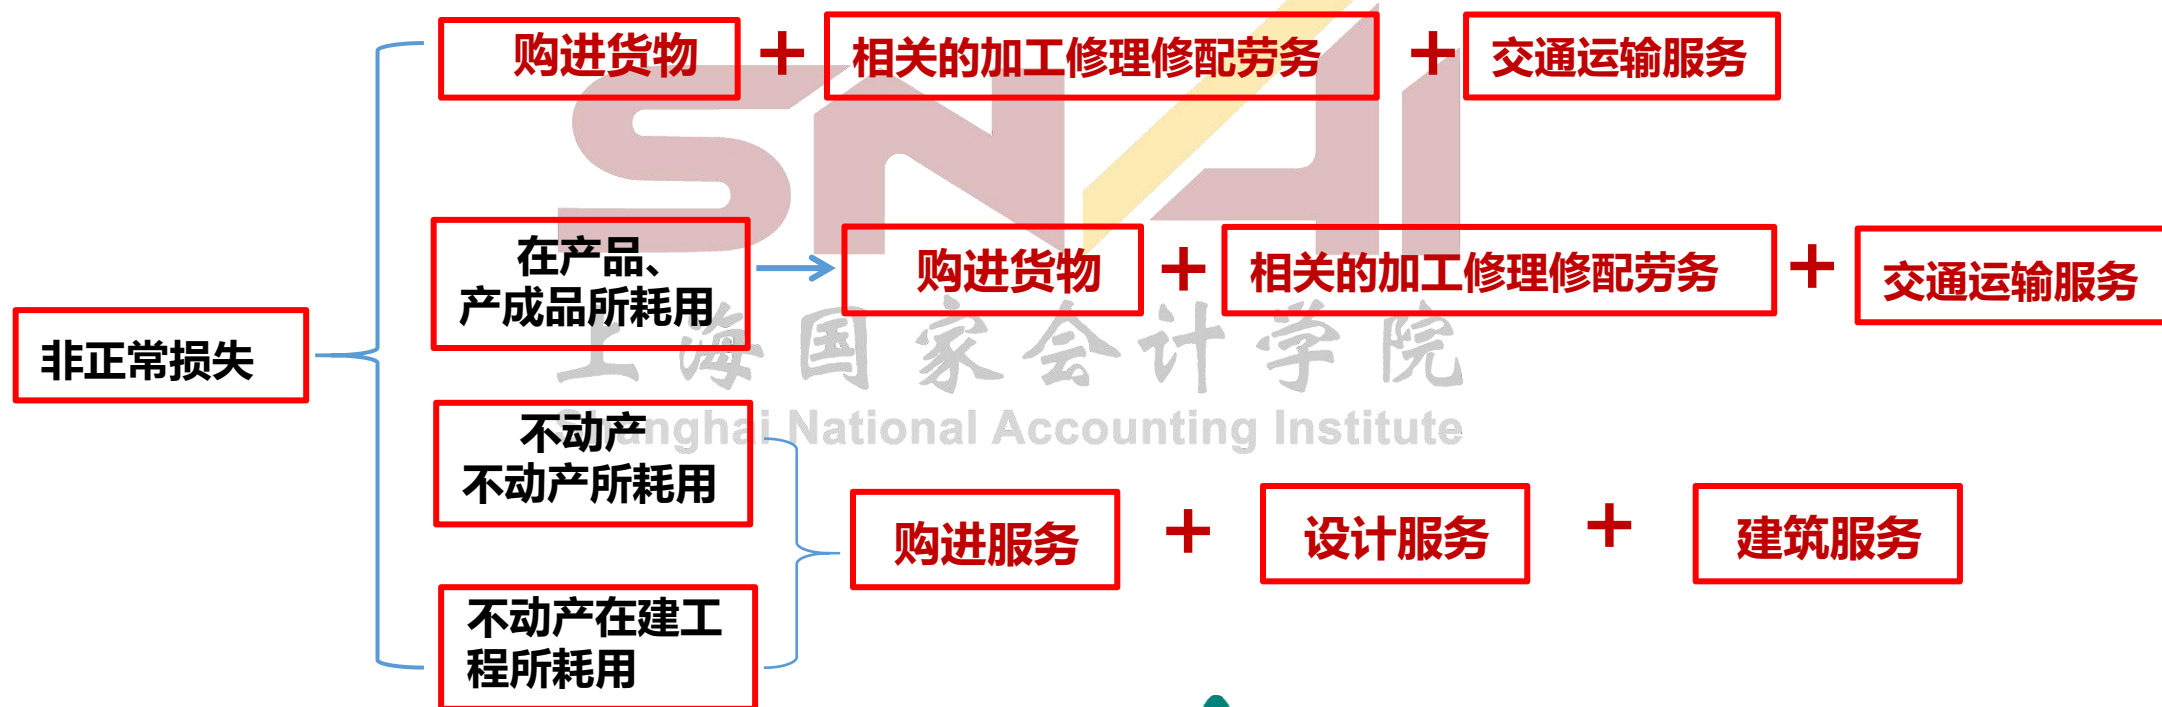 购进货物 + 相关的加工修理修配劳务 + 交通运输服务
在产品、
产成品所耗用
购进货物 + 相关的加工修理修配劳务 + 交通运输服务
非正常损失
不动产
不动产所耗用
购进服务 + 设计服务 + 建筑服务
不动产在建工
程所耗用
SNAI
上海国家会计学院
Shanghai National Accounting Institute